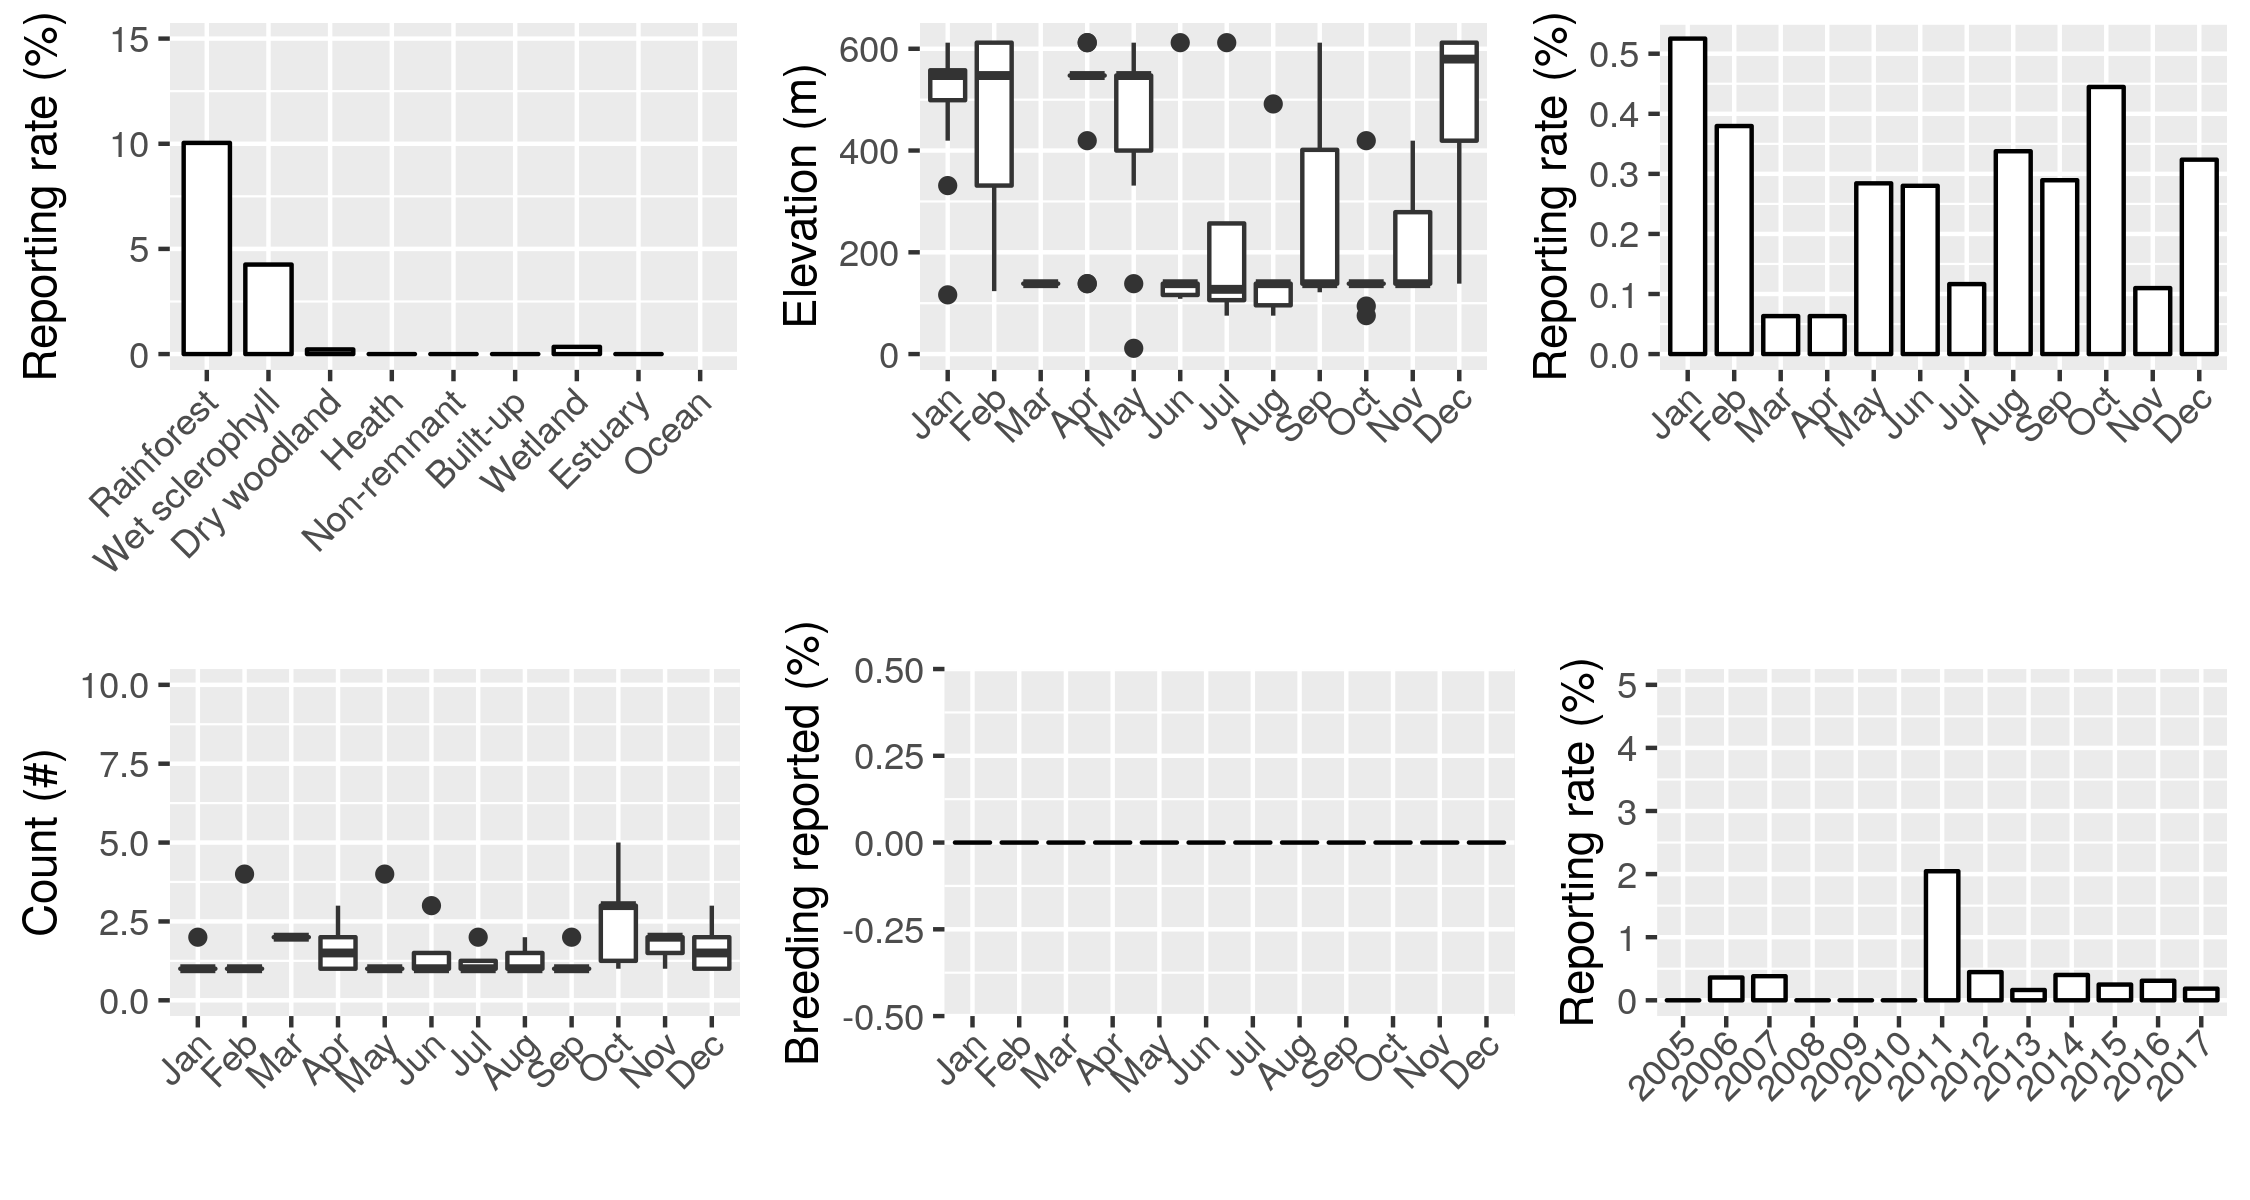 Reporting rate (%)
15
10
5
0
Rainforest
Wet sclerophyll
Dry woodland
Heath
Non-remnant
Built-up
Wetland
Estuary
Ocean
Elevation (m)
600
400
200
0
Jan
Feb
Mar
Apr
May
Jun
Jul
Aug
Sep
Oct
Nov
Dec
Reporting rate (%)
0.5
0.4
0.3
0.2
0.1
0.0
Jan
Feb
Mar
Apr
May
Jun
Jul
Aug
Sep
Oct
Nov
Dec
Count (#)
10.0
7.5
5.0
2.5
0.0
Jan
Feb
Mar
Apr
May
Jun
Jul
Aug
Sep
Oct
Nov
Dec
Breeding reported (%)
0.50
0.25
0.00
-0.25
-0.50
Jan
Feb
Mar
Apr
May
Jun
Jul
Aug
Sep
Oct
Nov
Dec
Reporting rate (%)
5
4
3
2
1
0
2005
2006
2007
2008
2009
2010
2011
2012
2013
2014
2015
2016
2017